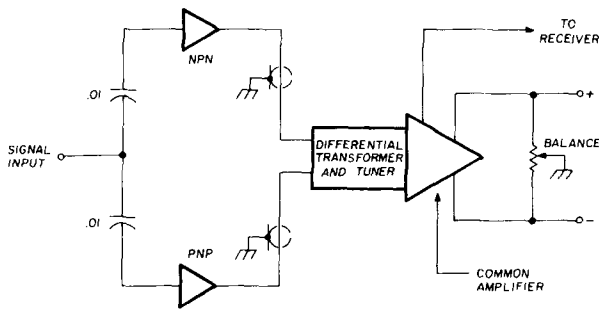 TO
RECEIVER
NPN
.01
+
SIGNAL
INPUT
DIFFERENTIAL
TRANSFORMER
AND TUNER
BALANCE
.01
PNP
-
COMMON
AMPLIFIER